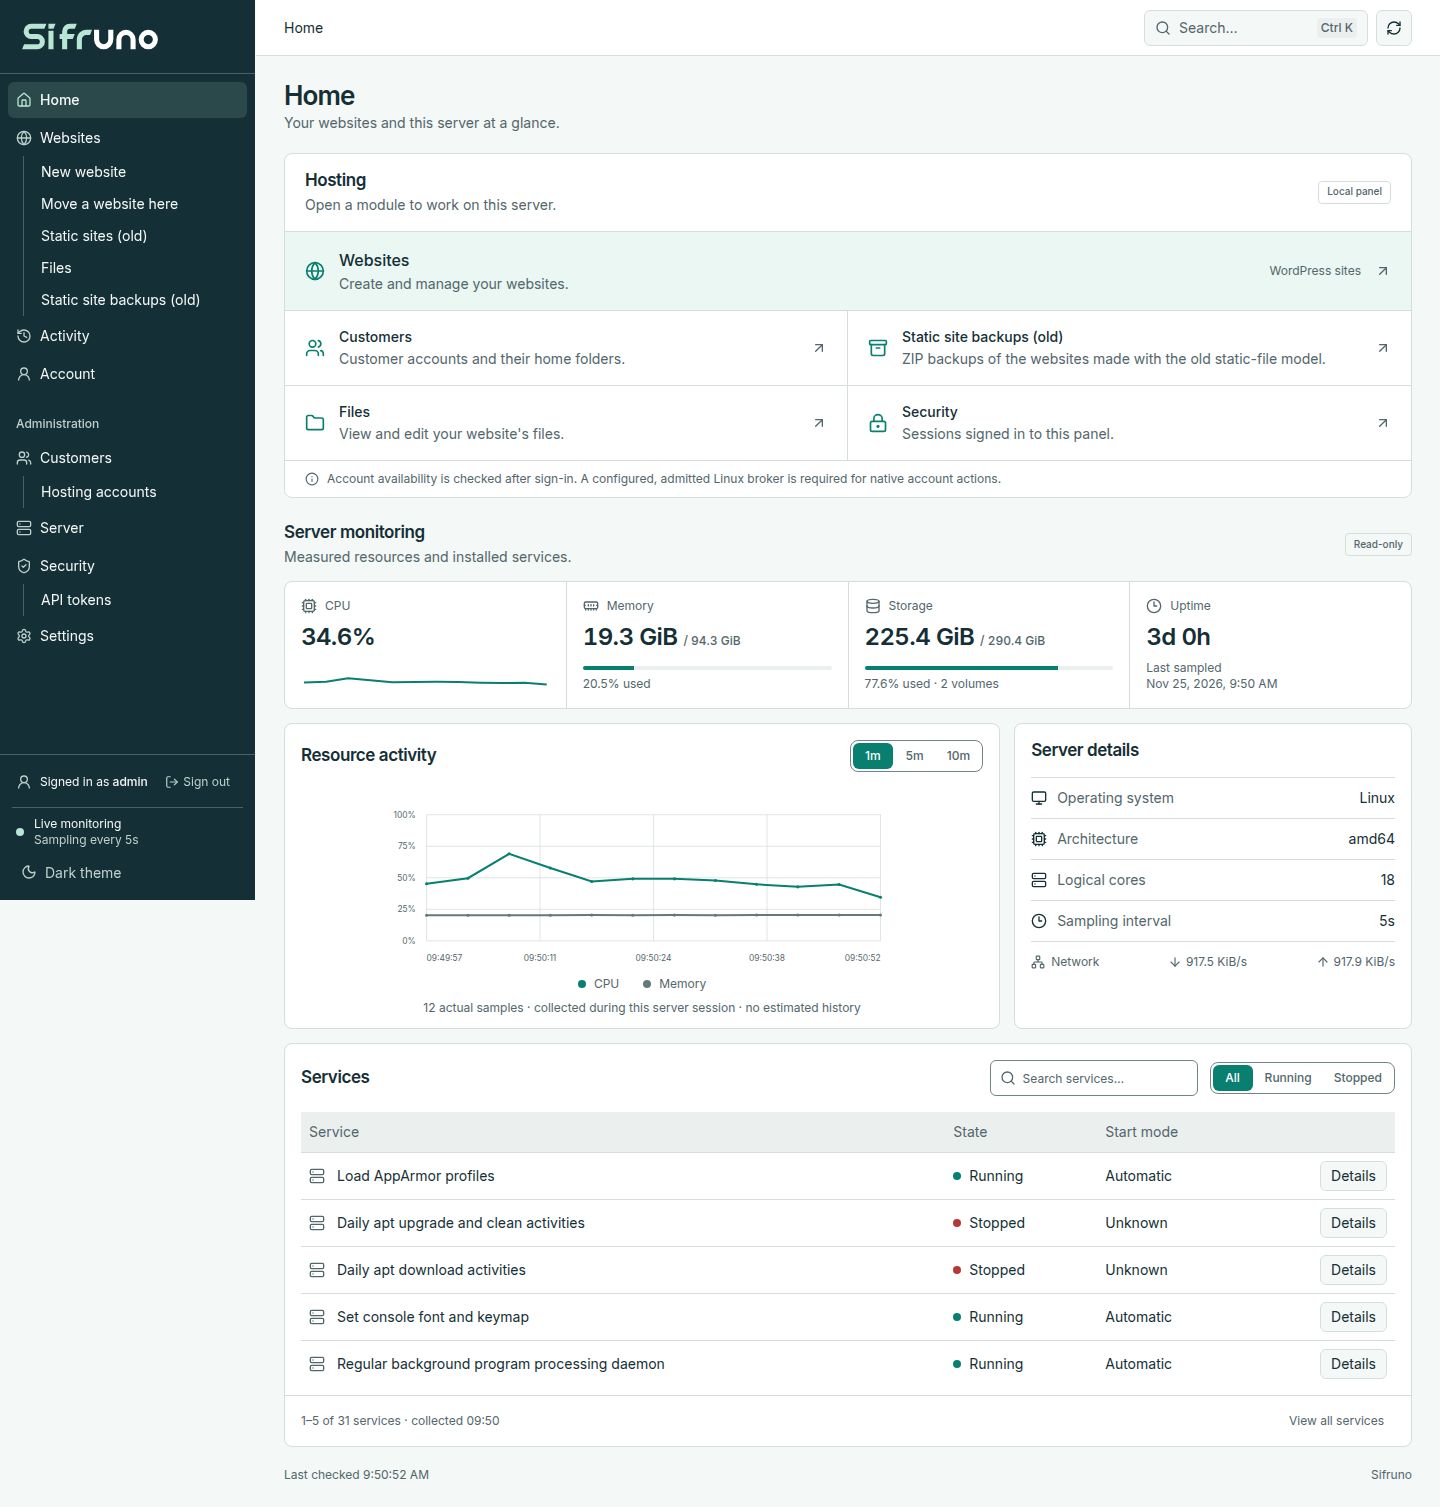 Sifruno
Home
Websites
New website
Move a website here
Static sites (old)
Files
Static site backups (old)
Activity
Account
Administration
Customers
Hosting accounts
Server
Security
API tokens
Settings
Signed in as admin
Sign out
Live monitoring
Sampling every 5s
Dark theme
Home
Search...
Ctrl K
Home
Your websites and this server at a glance.
Hosting
Open a module to work on this server.
Local panel
Websites
Create and manage your websites.
WordPress sites
Customers
Customer accounts and their home folders.
Static site backups (old)
ZIP backups of the websites made with the old static-file model.
Files
View and edit your website's files.
Security
Sessions signed in to this panel.
Account availability is checked after sign-in. A configured, admitted Linux broker is required for native account actions.
Server monitoring
Measured resources and installed services.
Read-only
CPU
34.6%
Memory
19.3 GiB / 94.3 GiB
20.5% used
Storage
225.4 GiB / 290.4 GiB
77.6% used · 2 volumes
Uptime
3d 0h
Last sampled
Nov 25, 2026, 9:50 AM
Resource activity
1m 5m 10m
100%
75%
50%
25%
0%
09:49:57 09:50:11 09:50:24 09:50:38 09:50:52
CPU Memory
12 actual samples · collected during this server session · no estimated history
Server details
Operating system Linux
Architecture amd64
Logical cores 18
Sampling interval 5s
Network ↓ 917.5 KiB/s ↑ 917.9 KiB/s
Services
Search services...
All Running Stopped
Service State Start mode
Load AppArmor profiles Running Automatic Details
Daily apt upgrade and clean activities Stopped Unknown Details
Daily apt download activities Stopped Unknown Details
Set console font and keymap Running Automatic Details
Regular background program processing daemon Running Automatic Details
1–5 of 31 services · collected 09:50
View all services
Last checked 9:50:52 AM
Sifruno